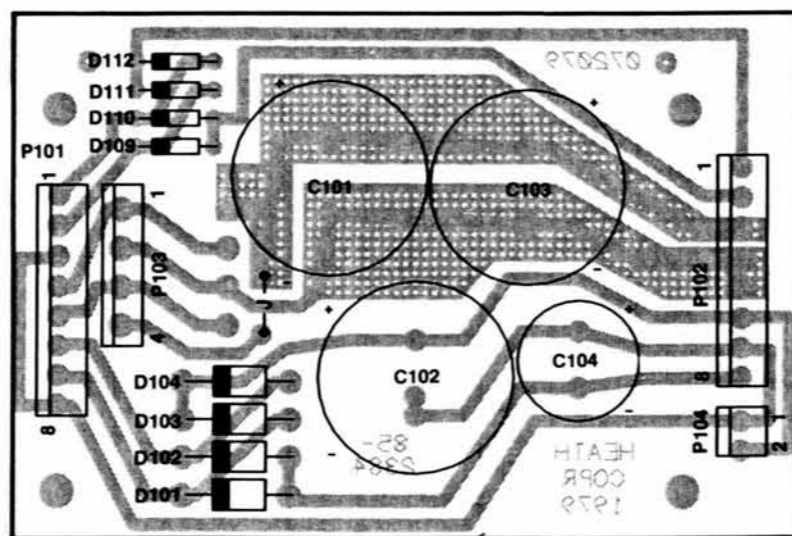 D112
D111
D110
D109
P101
1
8
1
P103
4
J
C101
C103
072079
+
+
-
-
1
P102
8
+
-
+
-
C102
C104
D104
D103
D102
D101
85-
2384
HEATH
COPR
1979
P104
1
2